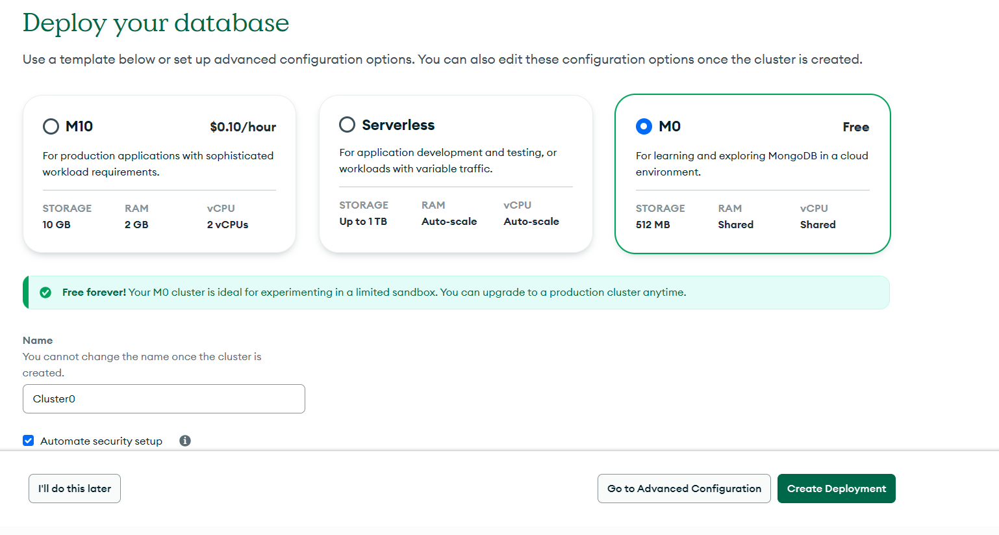 Deploy your database
Use a template below or set up advanced configuration options. You can also edit these configuration options once the cluster is created.
M10 $0.10/hour
For production applications with sophisticated
workload requirements.
STORAGE RAM vCPU
10 GB 2 GB 2 vCPUs
Serverless
For application development and testing, or
workloads with variable traffic.
STORAGE RAM vCPU
Up to 1 TB Auto-scale Auto-scale
M0 Free
For learning and exploring MongoDB in a cloud
environment.
STORAGE RAM vCPU
512 MB Shared Shared
Free forever! Your M0 cluster is ideal for experimenting in a limited sandbox. You can upgrade to a production cluster anytime.
Name
You cannot change the name once the cluster is
created.
Cluster0
Automate security setup
I'll do this later
Go to Advanced Configuration
Create Deployment